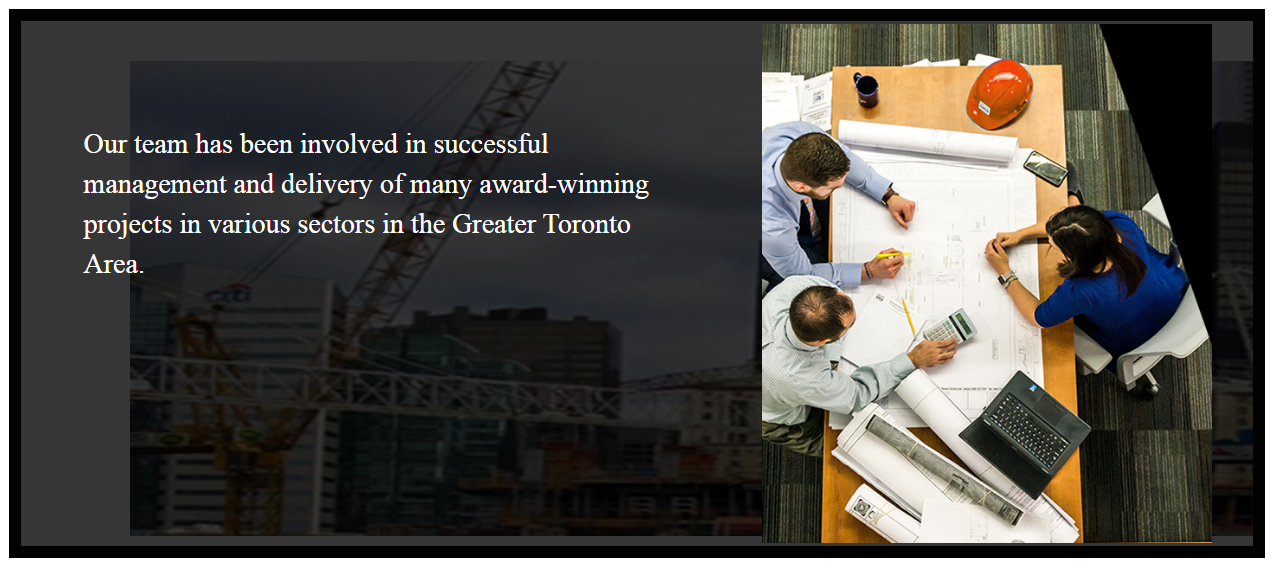 Our team has been involved in successful
management and delivery of many award-winning
projects in various sectors in the Greater Toronto
Area.
citi